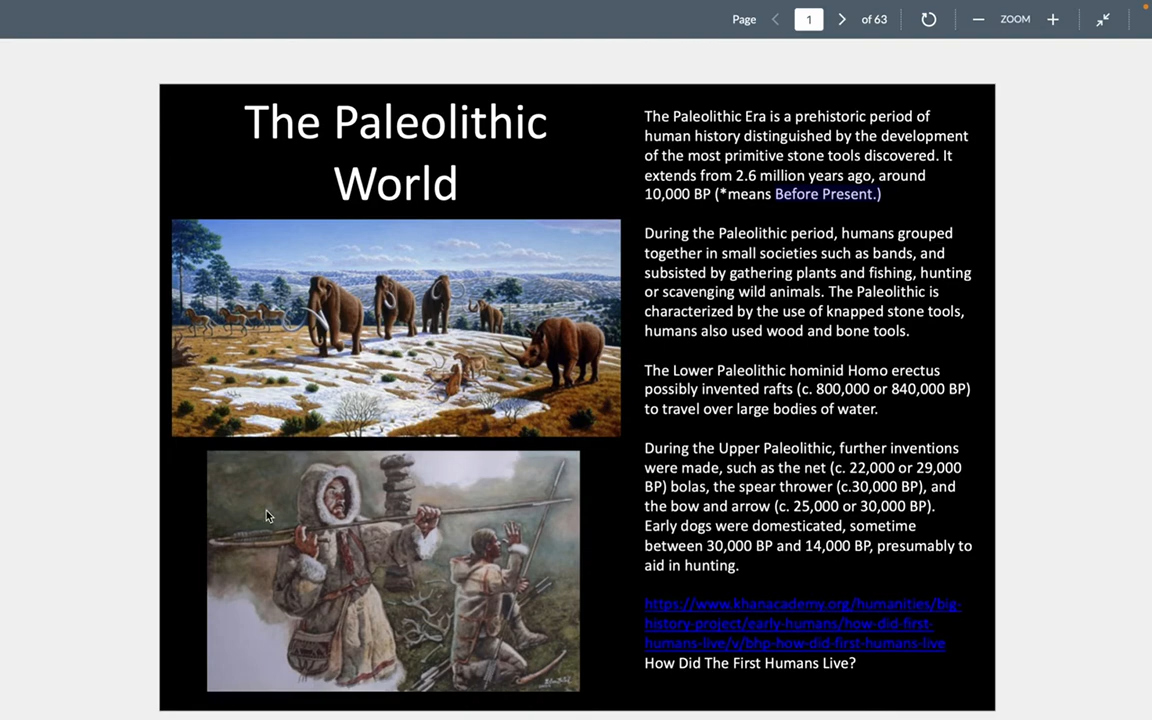 Page 1 of 63 ZOOM
The Paleolithic
World
The Paleolithic Era is a prehistoric period of
human history distinguished by the development
of the most primitive stone tools discovered. It
extends from 2.6 million years ago, around
10,000 BP (*means Before Present.)
During the Paleolithic period, humans grouped
together in small societies such as bands, and
subsisted by gathering plants and fishing, hunting
or scavenging wild animals. The Paleolithic is
characterized by the use of knapped stone tools,
humans also used wood and bone tools.
The Lower Paleolithic hominid Homo erectus
possibly invented rafts (c. 800,000 or 840,000 BP)
to travel over large bodies of water.
During the Upper Paleolithic, further inventions
were made, such as the net (c. 22,000 or 29,000
BP) bolas, the spear thrower (c.30,000 BP), and
the bow and arrow (c. 25,000 or 30,000 BP).
Early dogs were domesticated, sometime
between 30,000 BP and 14,000 BP, presumably to
aid in hunting.
https://www.khanacademy.org/humanities/big-
history-project/early-humans/how-did-first-
humans-live/v/bhp-how-did-first-humans-live
How Did The First Humans Live?